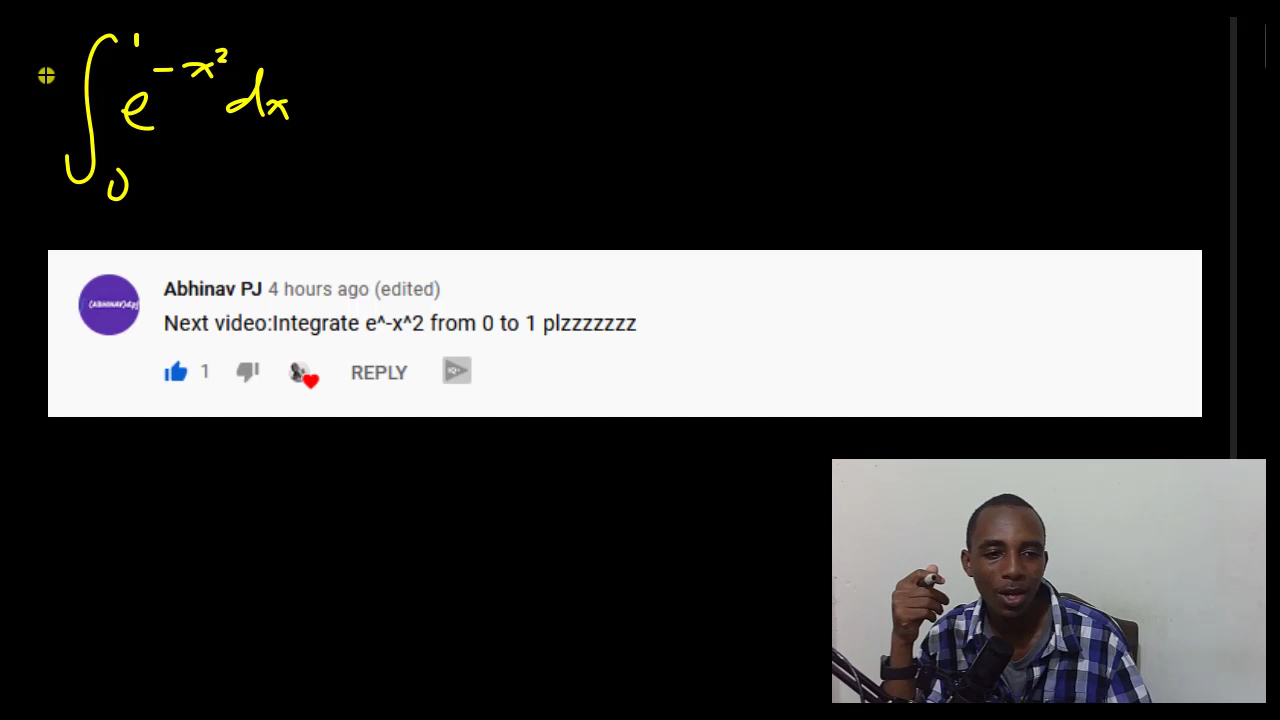 ∫₀¹ e^{-x²} dx
Abhinav PJ 4 hours ago (edited)
Next video:Integrate e^-x^2 from 0 to 1 plzzzzzzz
1 REPLY